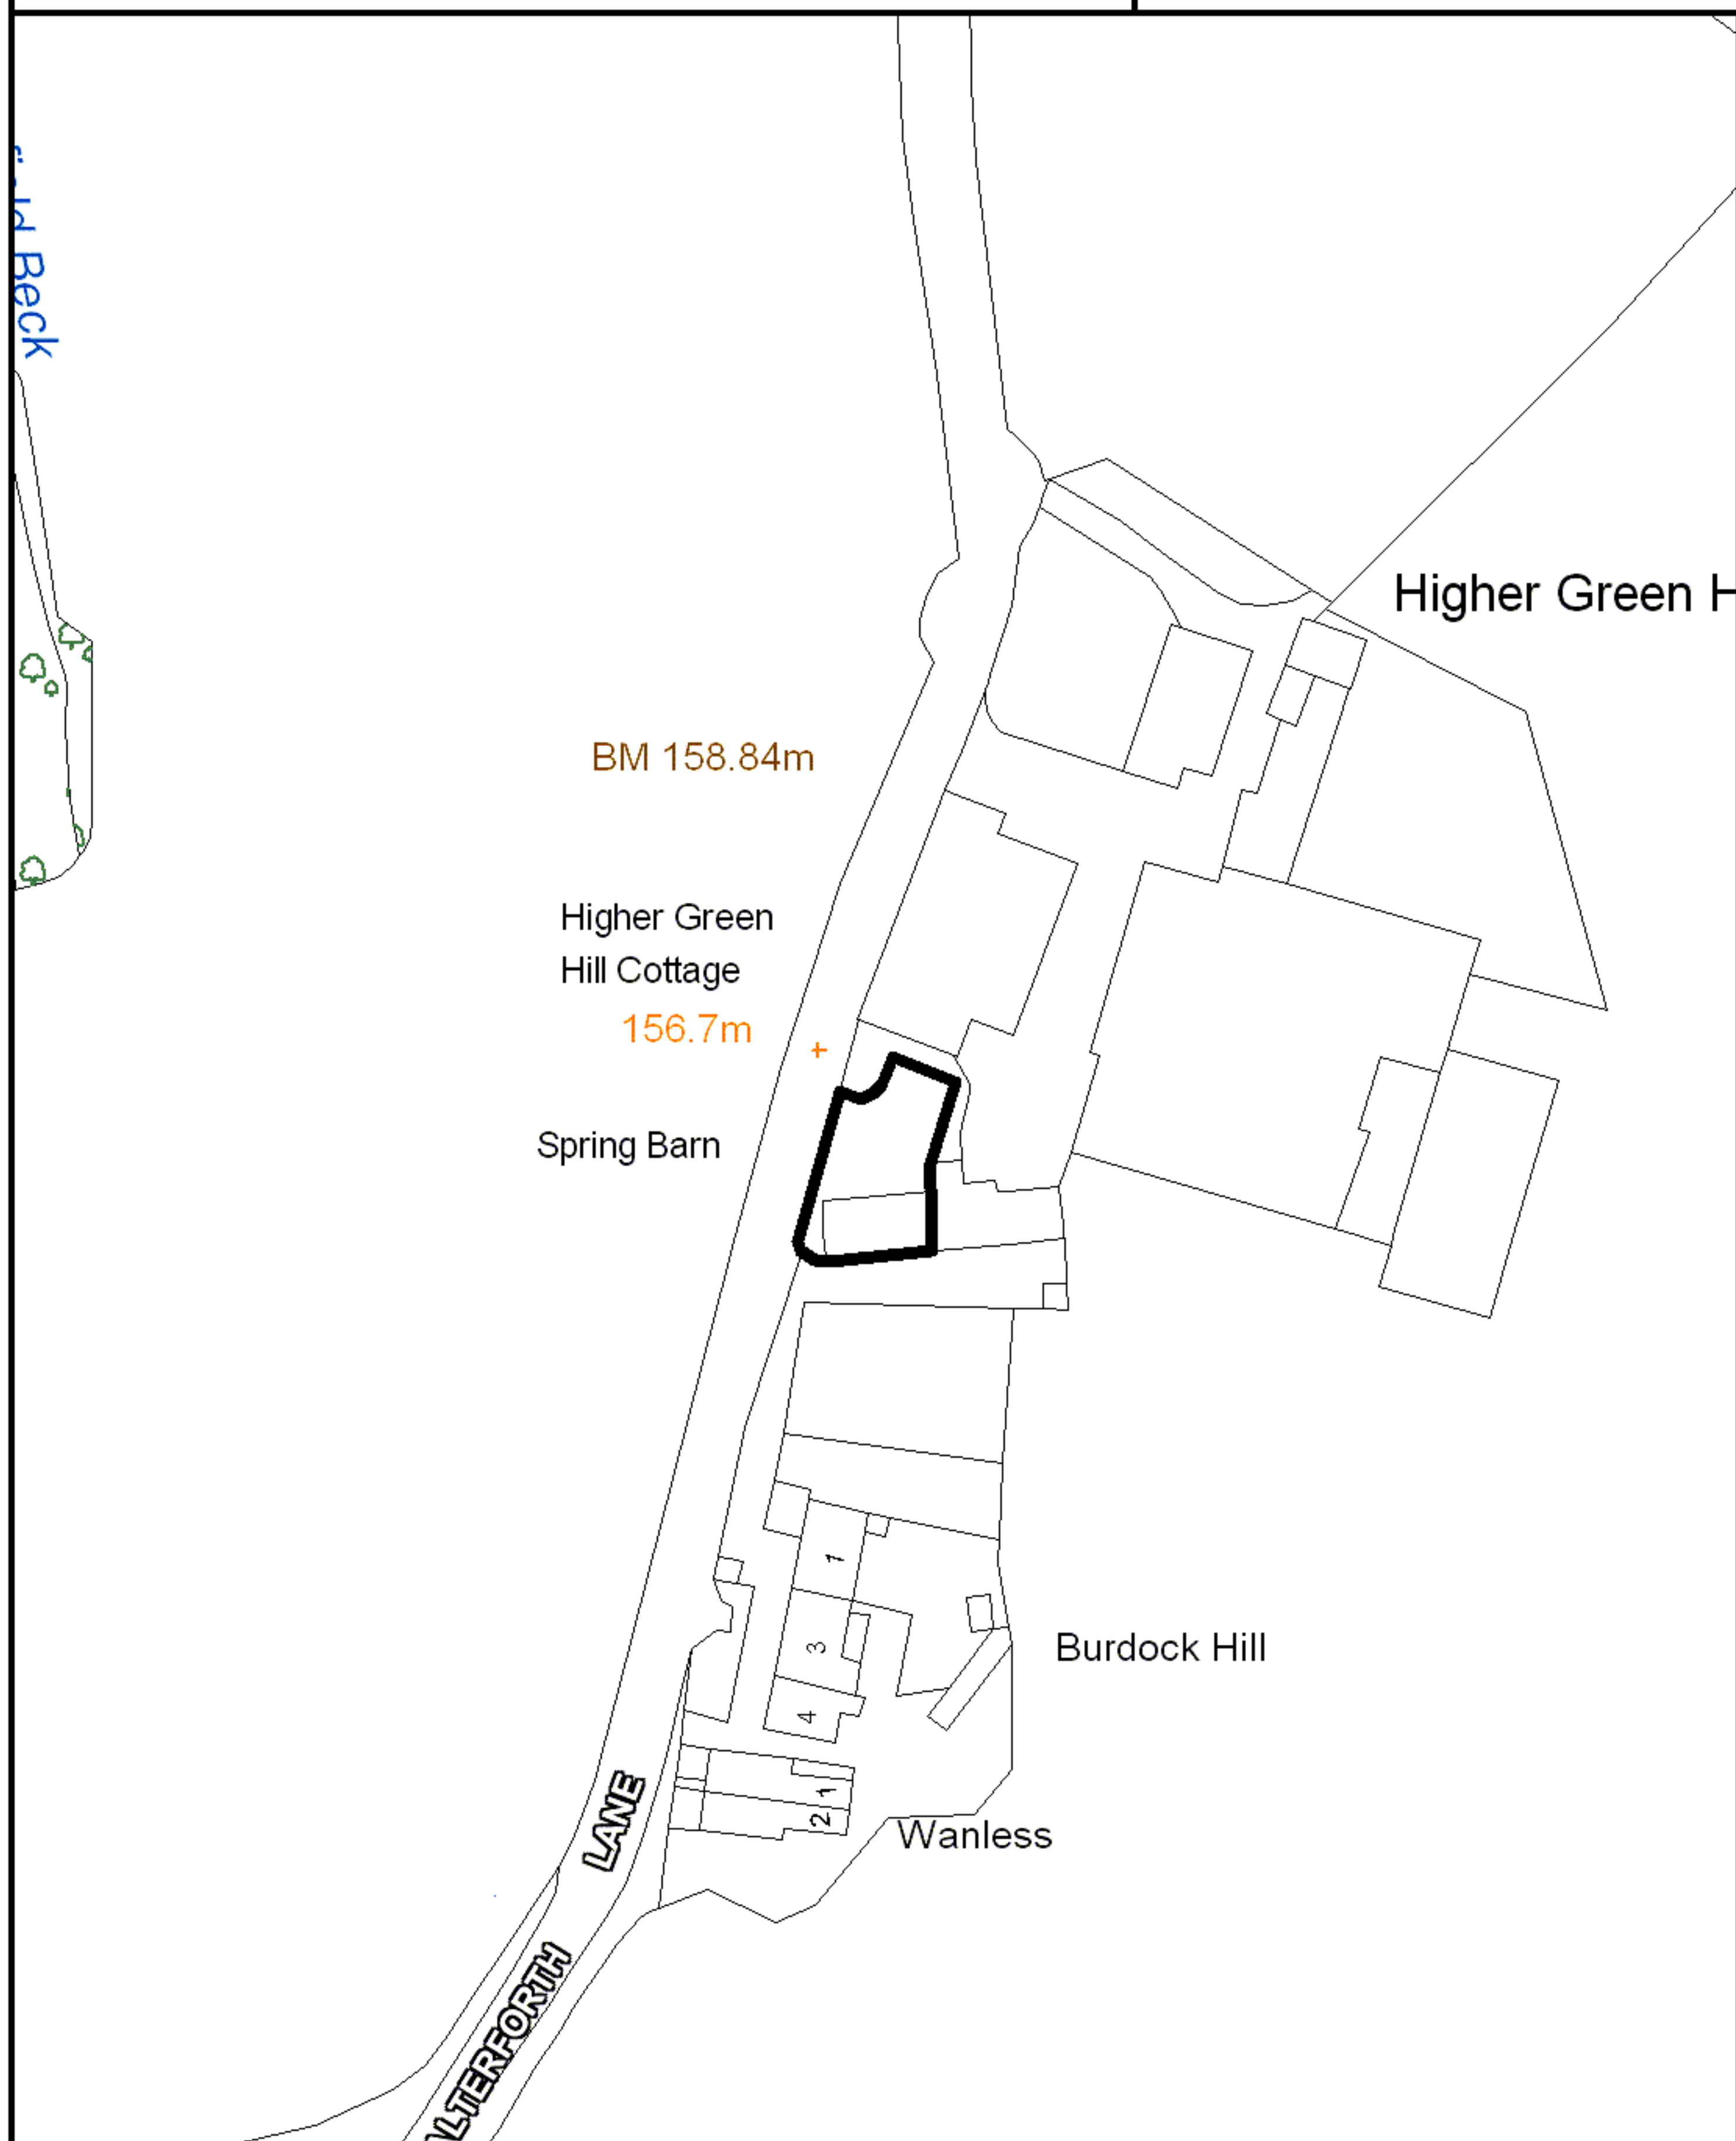 Beck
Higher Green H
BM 158.84m
Higher Green
Hill Cottage
156.7m
Spring Barn
1
3
4
Burdock Hill
1
2
Wanless
LANE
ALTERFORTH